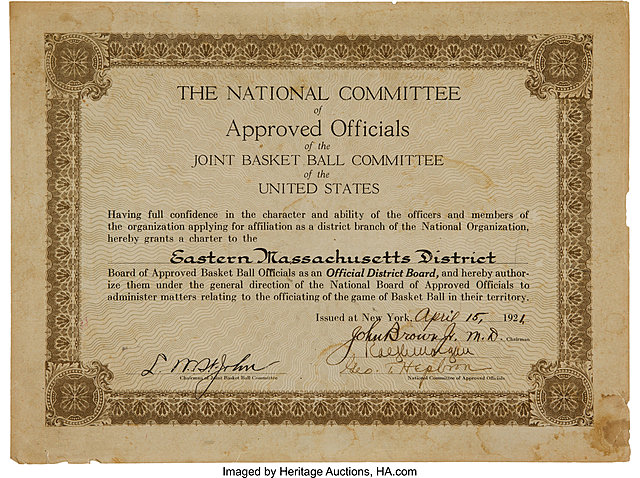 THE NATIONAL COMMITTEE
of
Approved Officials
of the
JOINT BASKET BALL COMMITTEE
of the
UNITED STATES
Having full confidence in the character and ability of the officers and members of
the organization applying for affiliation as a district branch of the National Organization,
hereby grants a charter to the
Eastern Massachusetts District
Board of Approved Basket Ball Officials as an Official District Board, and hereby author-
ize them under the general direction of the National Board of Approved Officials to
administer matters relating to the officiating of the game of Basket Ball in their territory.
Issued at New York, April 15, 1921,
John Brown, Jr. M.D. Chairman
Ralph Morgan
L. W. St. John Geo. T. Hepbron
Chairman of Joint Basket Ball Committee National Committee of Approved Officials
Imaged by Heritage Auctions, HA.com